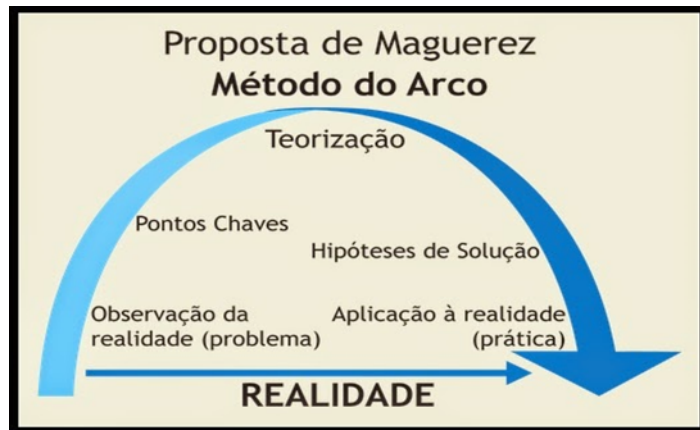 Proposta de Maguerez
Método do Arco
Teorização
Pontos Chaves
Hipóteses de Solução
Observação da
realidade (problema)
Aplicação à realidade
(prática)
REALIDADE